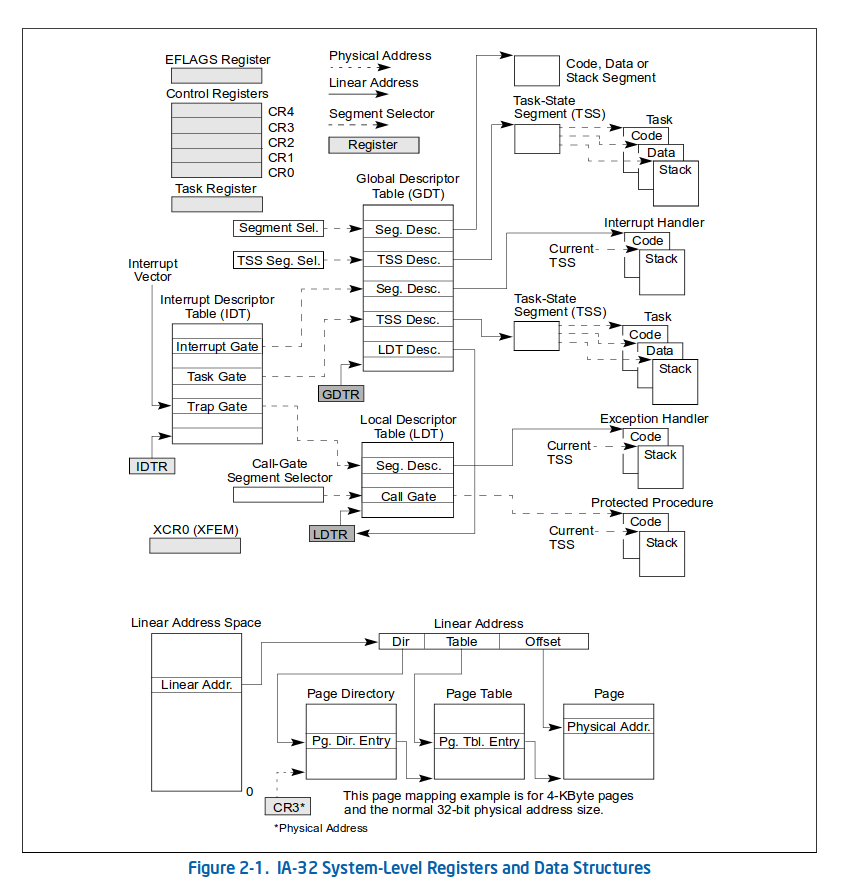 EFLAGS Register
Control Registers
CR4
CR3
CR2
CR1
CR0
Task Register
Physical Address
Linear Address
Segment Selector
Register
Global Descriptor
Table (GDT)
Segment Sel.
Seg. Desc.
TSS Seg. Sel.
TSS Desc.
Seg. Desc.
TSS Desc.
LDT Desc.
GDTR
Code, Data or
Stack Segment
Task-State
Segment (TSS)
Task
Code
Data
Stack
Interrupt Handler
Code
Stack
Current
TSS
Task-State
Segment (TSS)
Task
Code
Data
Stack
Interrupt
Vector
Interrupt Descriptor
Table (IDT)
Interrupt Gate
Task Gate
Trap Gate
IDTR
Local Descriptor
Table (LDT)
Seg. Desc.
Call-Gate
Segment Selector
Call Gate
LDTR
Exception Handler
Code
Stack
Current
TSS
Protected Procedure
Code
Stack
Current
TSS
XCR0 (XFEM)
Linear Address Space
Linear Addr.
0
Linear Address
Dir
Table
Offset
Page Directory
Pg. Dir. Entry
Page Table
Pg. Tbl. Entry
Page
Physical Addr.
CR3*
*Physical Address
This page mapping example is for 4-KByte pages
and the normal 32-bit physical address size.
Figure 2-1. IA-32 System-Level Registers and Data Structures